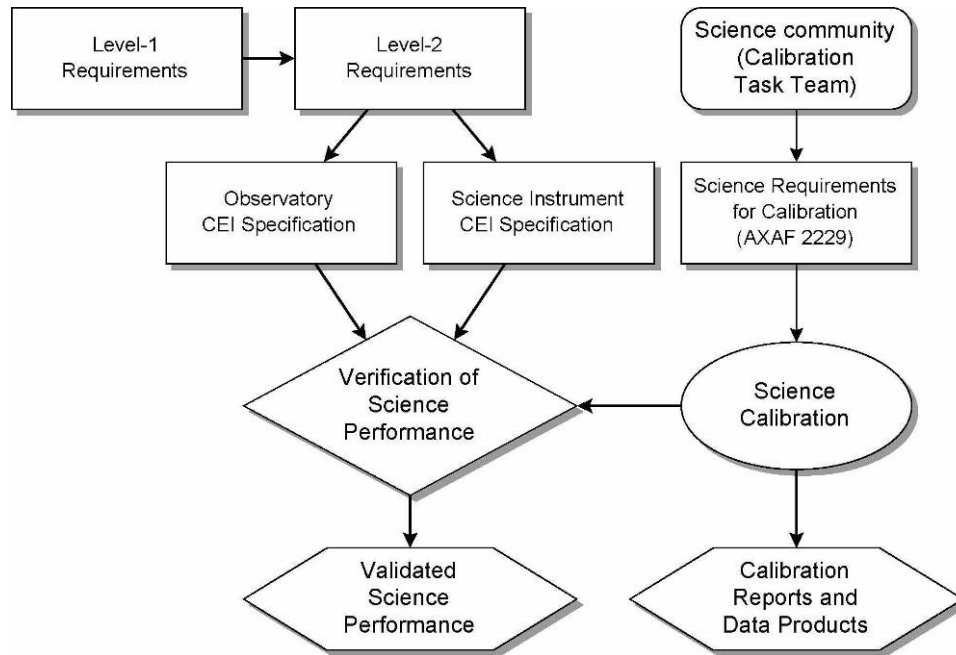 Level-1
Requirements
Level-2
Requirements
Science community
(Calibration
Task Team)
Observatory
CEI Specification
Science Instrument
CEI Specification
Science Requirements
for Calibration
(AXAF 2229)
Verification of
Science
Performance
Science
Calibration
Validated
Science
Performance
Calibration
Reports and
Data Products